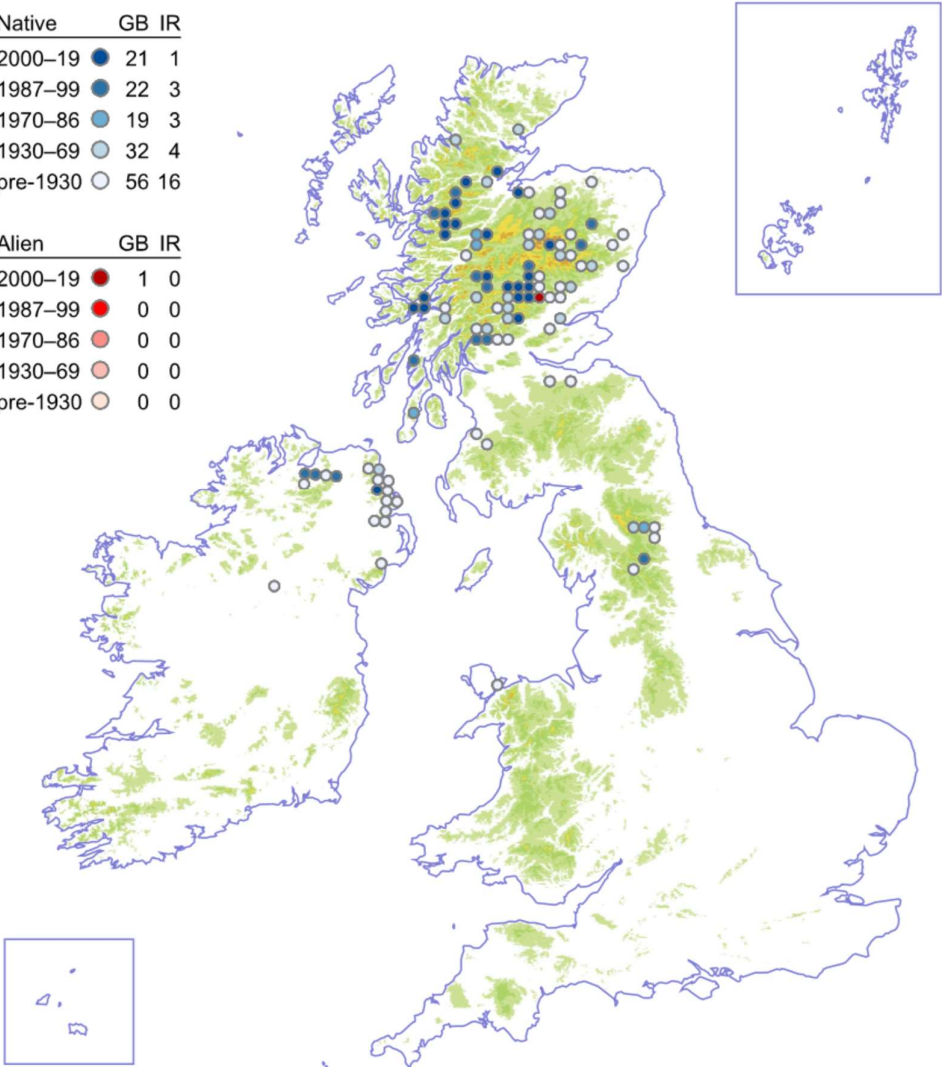 Native GB IR
2000–19 21 1
1987–99 22 3
1970–86 19 3
1930–69 32 4
pre-1930 56 16
Alien GB IR
2000–19 1 0
1987–99 0 0
1970–86 0 0
1930–69 0 0
pre-1930 0 0